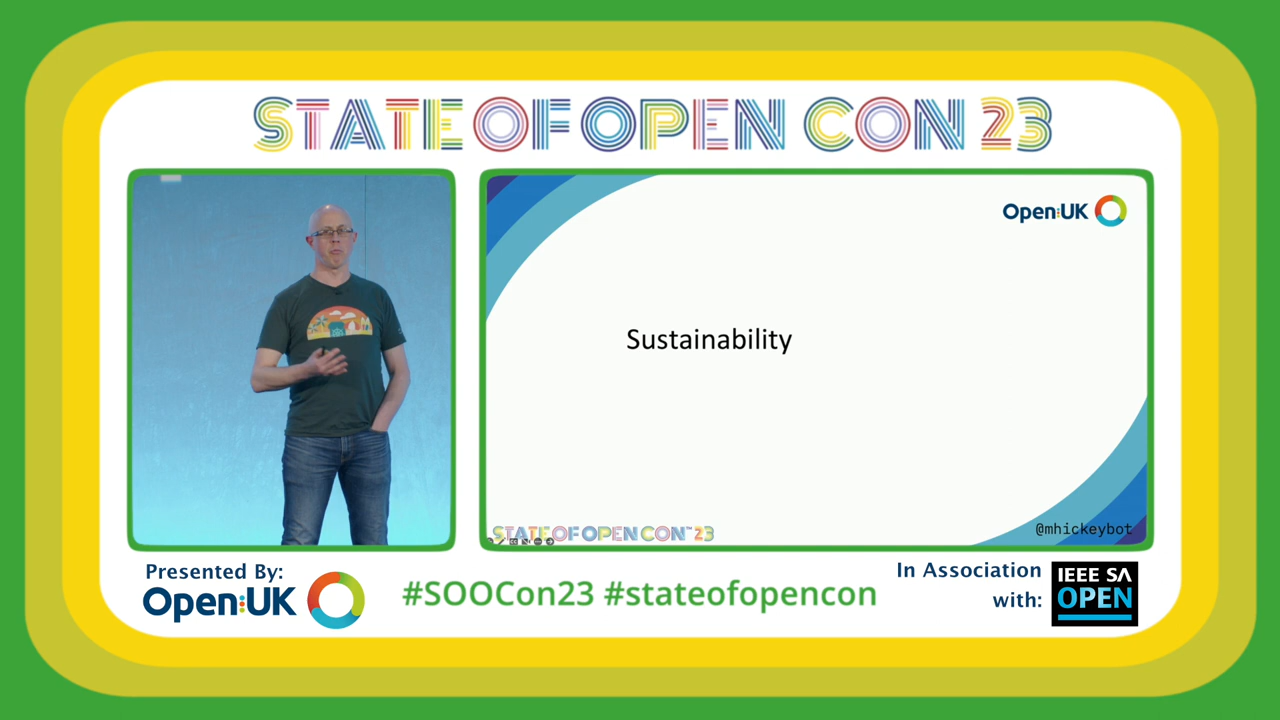 STATE OF OPEN CON 23
Open:UK
Sustainability
STATE OF OPEN CON™ 23
@mhickeybot
Presented By:
Open:UK
#SOOCon23 #stateofopencon
In Association
with:
IEEE SA
OPEN